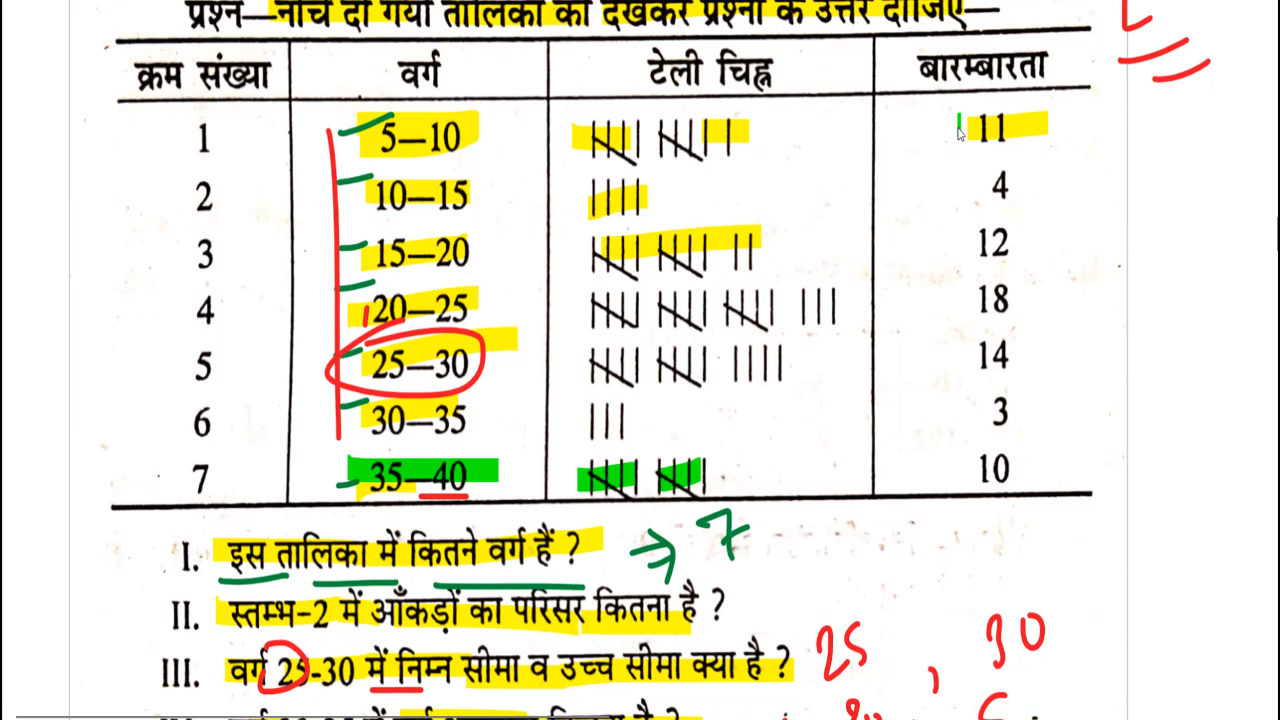 प्रश्न—नीचे दी गयी तालिका को देखकर प्रश्नों के उत्तर दीजिए—
क्रम संख्या वर्ग टेली चिह्न बारम्बारता
1 5—10 11
2 10—15 4
3 15—20 12
4 20—25 18
5 25—30 14
6 30—35 3
7 35—40 10
I. इस तालिका में कितने वर्ग हैं ? → 7
II. स्तम्भ-2 में आँकड़ों का परिसर कितना है ?
III. वर्ग 25-30 में निम्न सीमा व उच्च सीमा क्या है ? 25 , 30